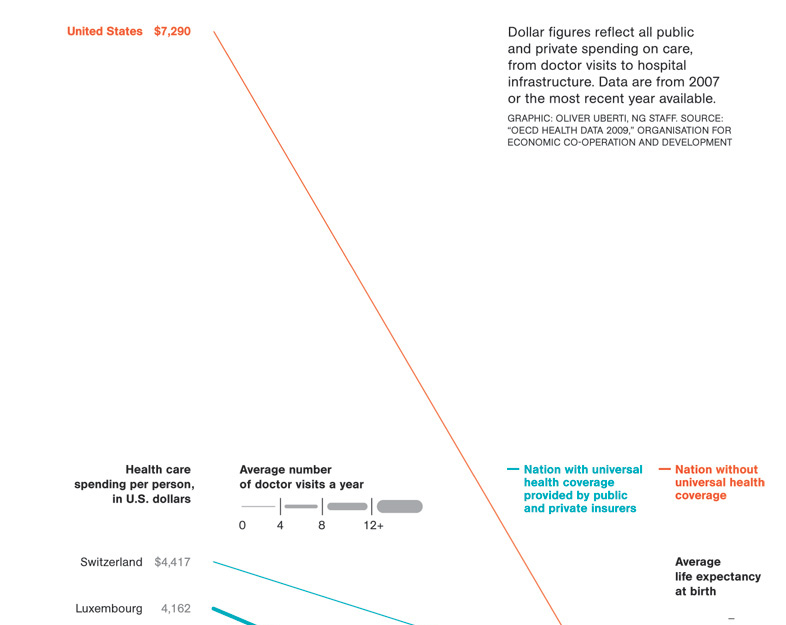 United States $7,290
Dollar figures reflect all public
and private spending on care,
from doctor visits to hospital
infrastructure. Data are from 2007
or the most recent year available.
GRAPHIC: OLIVER UBERTI, NG STAFF. SOURCE:
“OECD HEALTH DATA 2009,” ORGANISATION FOR
ECONOMIC CO-OPERATION AND DEVELOPMENT
Health care
spending per person,
in U.S. dollars
Average number
of doctor visits a year
0 4 8 12+
Nation with universal
health coverage
provided by public
and private insurers
Nation without
universal health
coverage
Switzerland $4,417
Average
life expectancy
at birth
Luxembourg 4,162